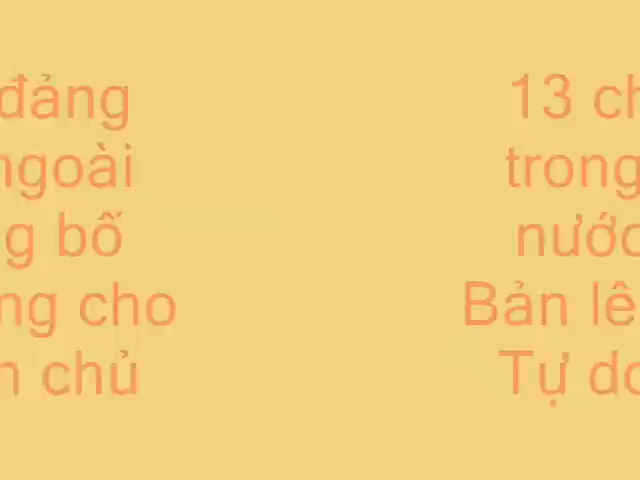 đảng 13 ch
ngoài trong
g bố nước
ng cho Bản lê
n chủ Tự do